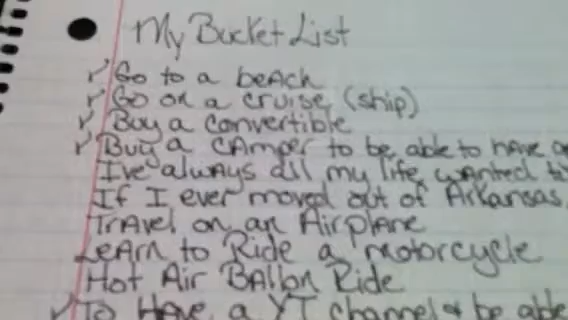 My Bucket List
✓ Go to a beach
✓ Go on a cruise (ship)
✓ Buy a convertible
✓ Buy a camper to be able to have
I've always all my life, wanted
If I ever moved out of Arkansas,
Travel on an Airplane
Learn to Ride a motorcycle
Hot Air Ballon Ride
✓ To Have a YT channel & be able